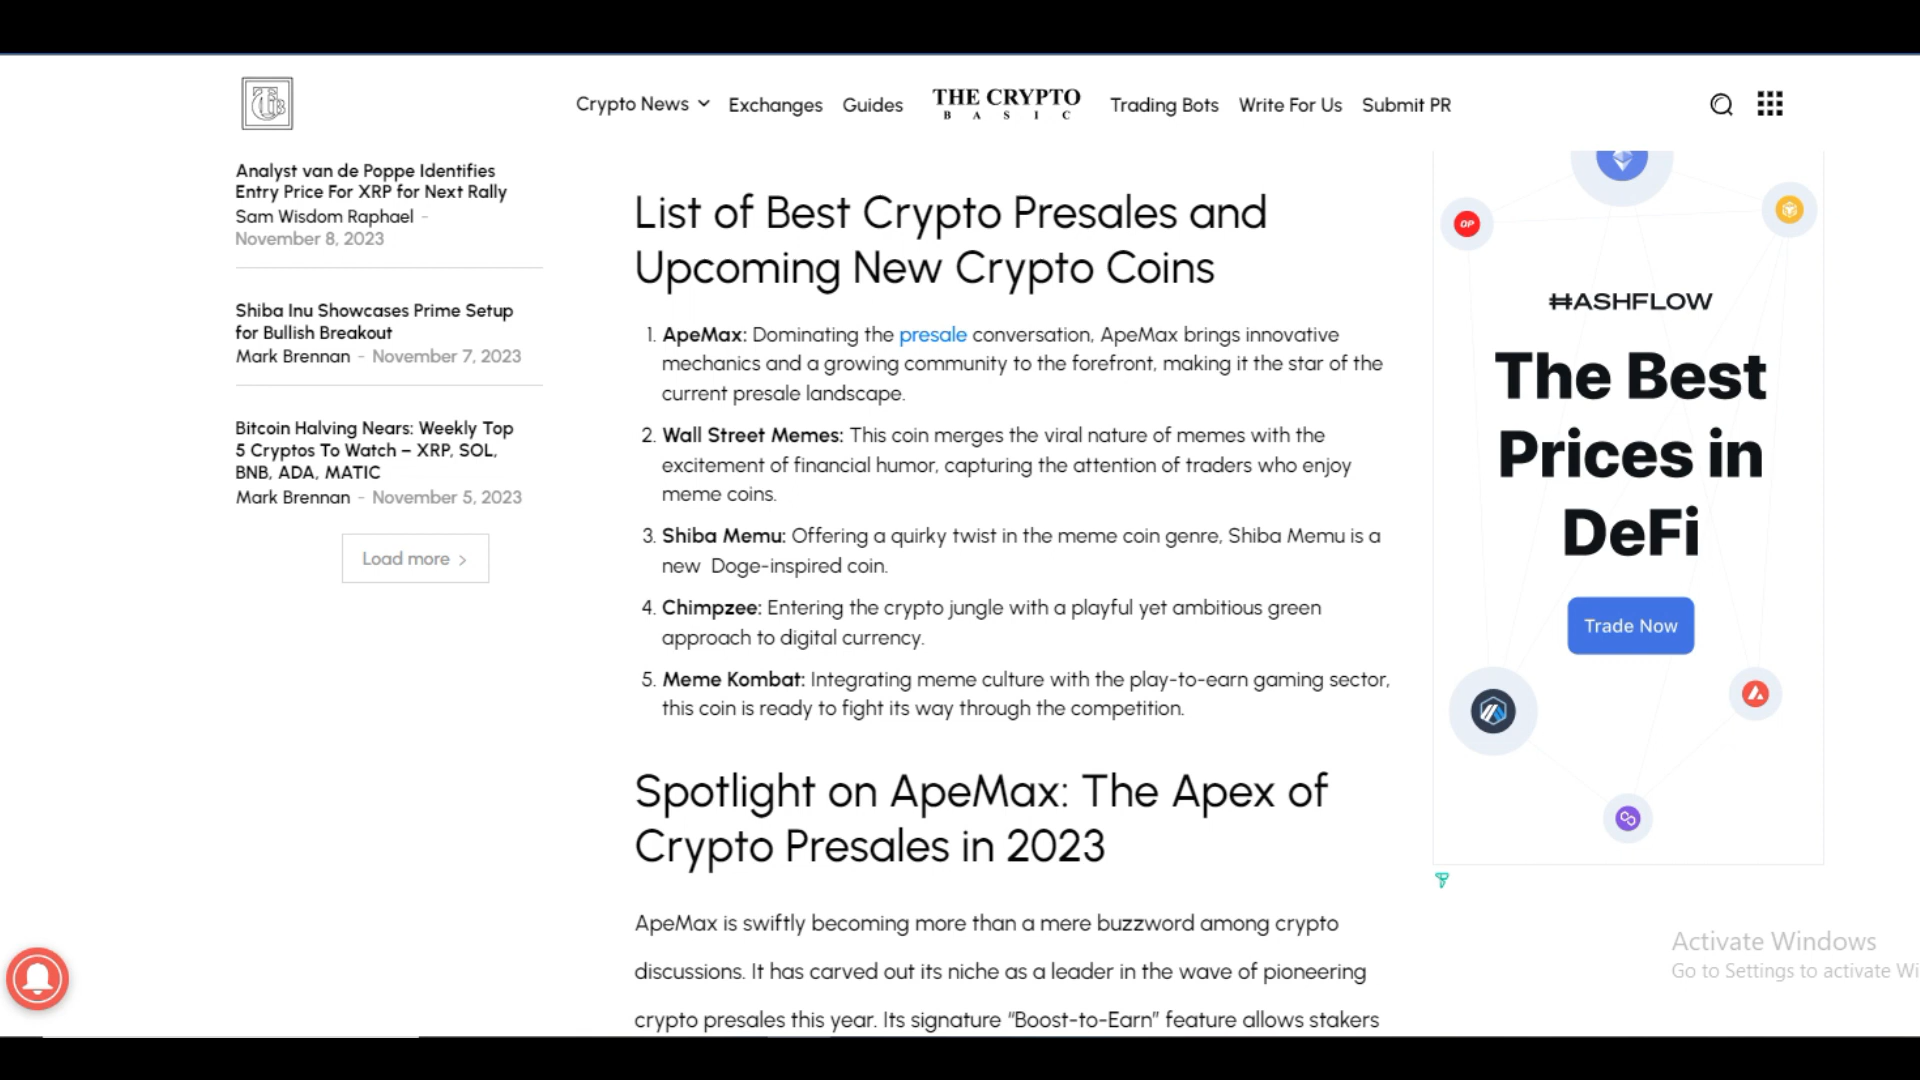 Crypto News
Exchanges
Guides
THE CRYPTO
BASIC
Trading Bots
Write For Us
Submit PR
Analyst van de Poppe Identifies
Entry Price For XRP for Next Rally
Sam Wisdom Raphael -
November 8, 2023
Shiba Inu Showcases Prime Setup
for Bullish Breakout
Mark Brennan - November 7, 2023
Bitcoin Halving Nears: Weekly Top
5 Cryptos To Watch – XRP, SOL,
BNB, ADA, MATIC
Mark Brennan - November 5, 2023
Load more
List of Best Crypto Presales and
Upcoming New Crypto Coins
1. ApeMax: Dominating the presale conversation, ApeMax brings innovative
mechanics and a growing community to the forefront, making it the star of the
current presale landscape.
2. Wall Street Memes: This coin merges the viral nature of memes with the
excitement of financial humor, capturing the attention of traders who enjoy
meme coins.
3. Shiba Memu: Offering a quirky twist in the meme coin genre, Shiba Memu is a
new Doge-inspired coin.
4. Chimpzee: Entering the crypto jungle with a playful yet ambitious green
approach to digital currency.
5. Meme Kombat: Integrating meme culture with the play-to-earn gaming sector,
this coin is ready to fight its way through the competition.
Spotlight on ApeMax: The Apex of
Crypto Presales in 2023
ApeMax is swiftly becoming more than a mere buzzword among crypto
discussions. It has carved out its niche as a leader in the wave of pioneering
crypto presales this year. Its signature “Boost-to-Earn” feature allows stakers
OP
HASHFLOW
The Best
Prices in
DeFi
Trade Now
Activate Windows
Go to Settings to activate Wi